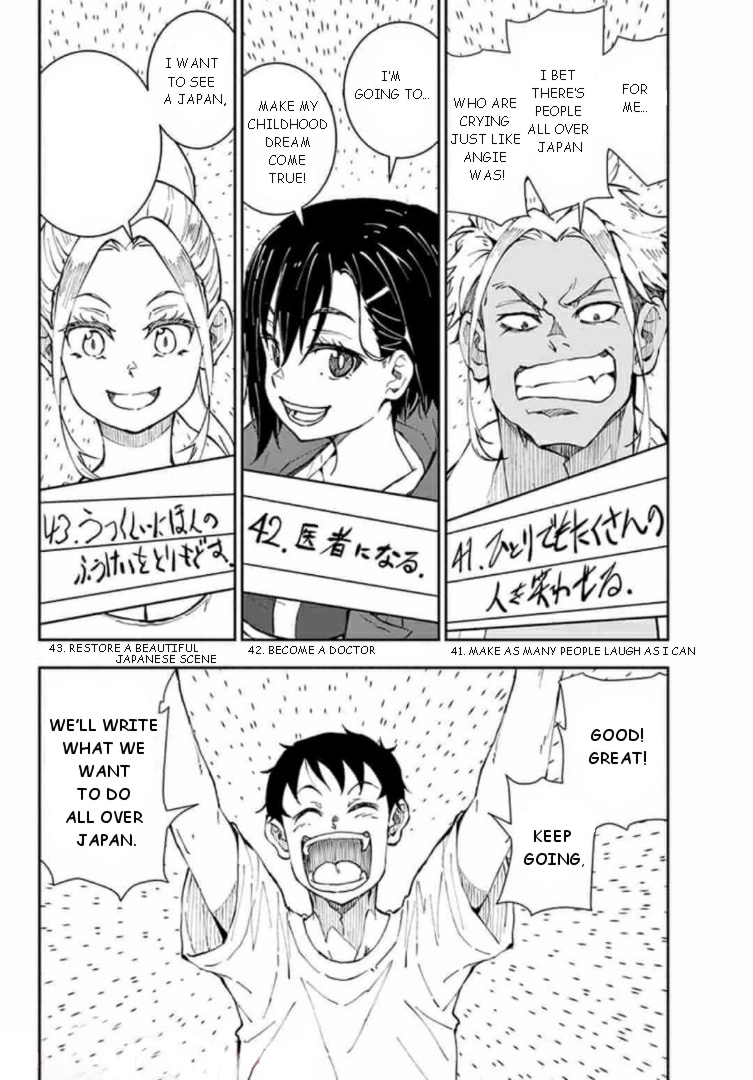 FOR
ME...
I BET
THERE'S
PEOPLE
ALL OVER
JAPAN
WHO ARE
CRYING
JUST LIKE
ANGIE
WAS!
41. ひとりでもたくさんの
人を笑わせる.
41. MAKE AS MANY PEOPLE LAUGH AS I CAN
I'M
GOING TO...
MAKE MY
CHILDHOOD
DREAM
COME
TRUE!
42. 医者になる.
42. BECOME A DOCTOR
I WANT
TO SEE
A JAPAN,
43. うつくしいにほんの
ふうけいをとりもどす.
43. RESTORE A BEAUTIFUL
JAPANESE SCENE
GOOD!
GREAT!
KEEP
GOING,
WE'LL WRITE
WHAT WE
WANT
TO DO
ALL OVER
JAPAN.